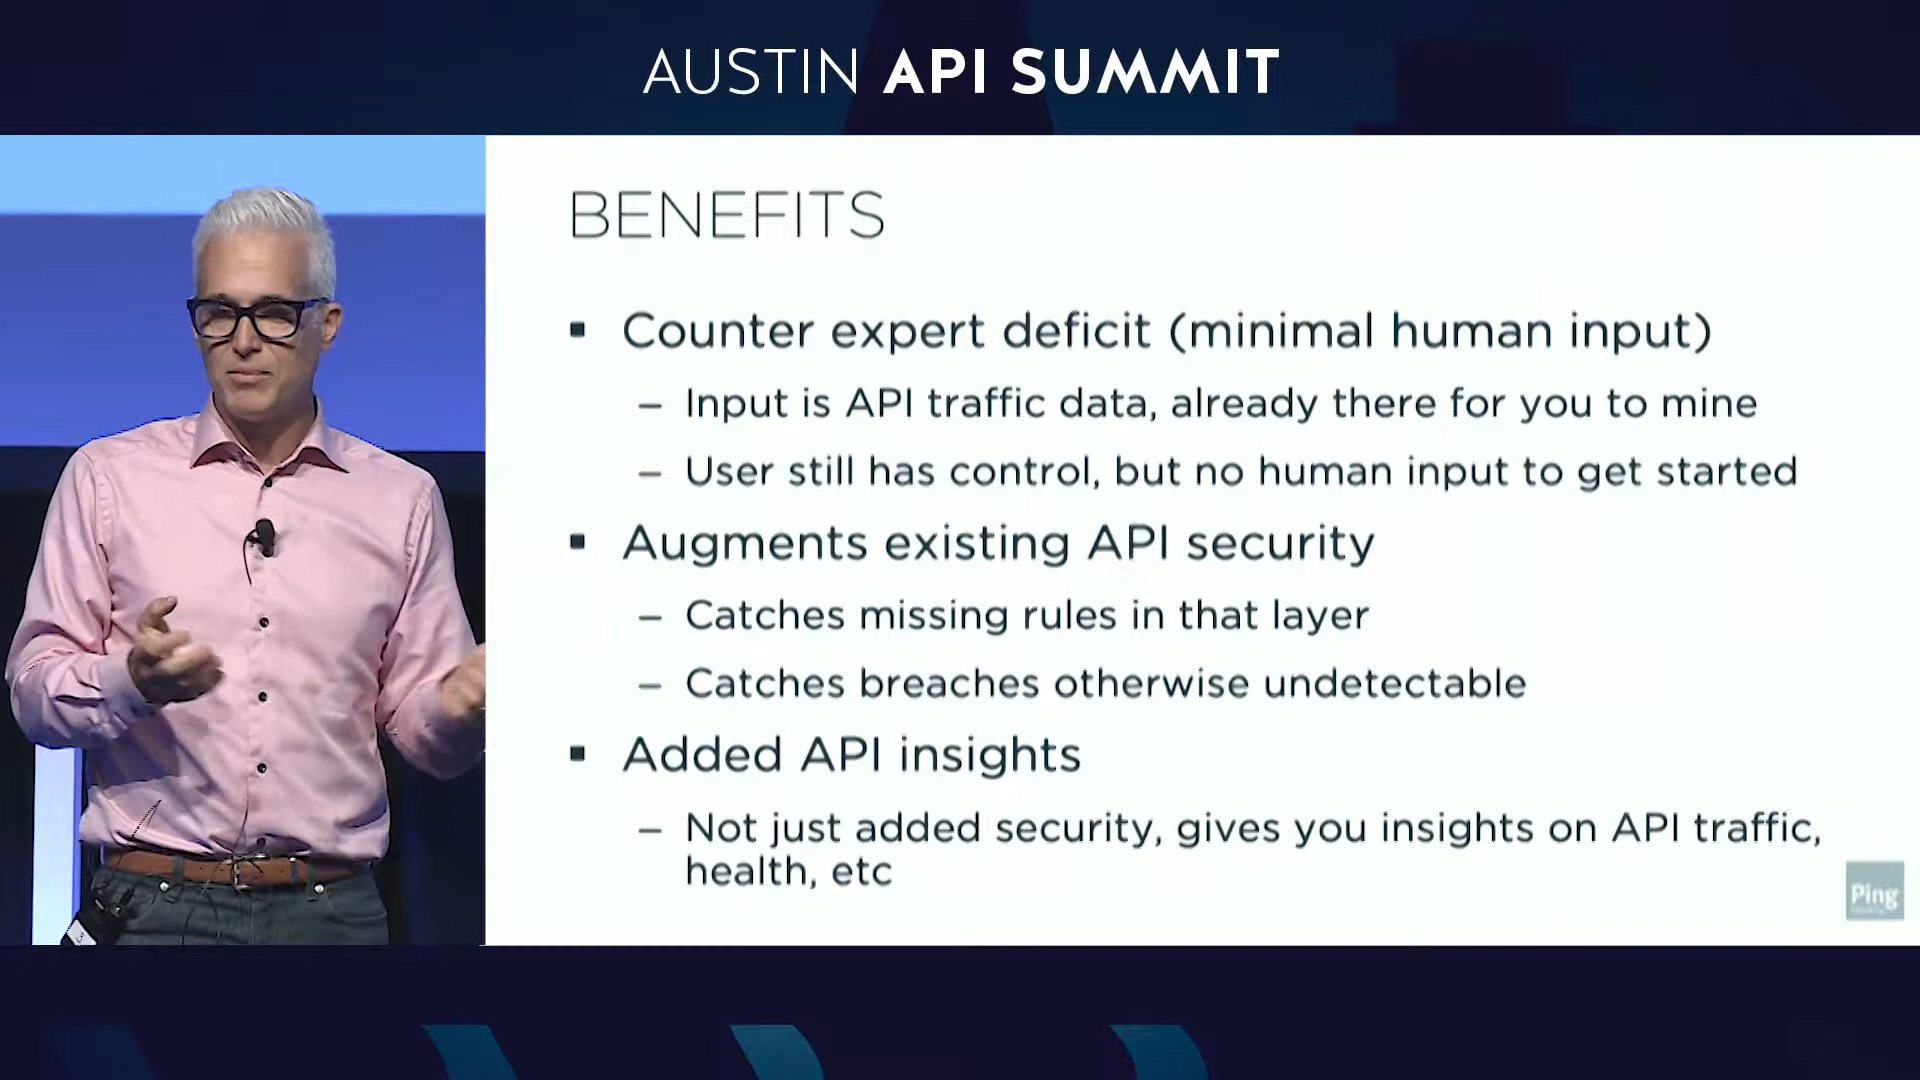 AUSTIN API SUMMIT
BENEFITS
▪ Counter expert deficit (minimal human input)
– Input is API traffic data, already there for you to mine
– User still has control, but no human input to get started
▪ Augments existing API security
– Catches missing rules in that layer
– Catches breaches otherwise undetectable
▪ Added API insights
– Not just added security, gives you insights on API traffic,
health, etc
Ping